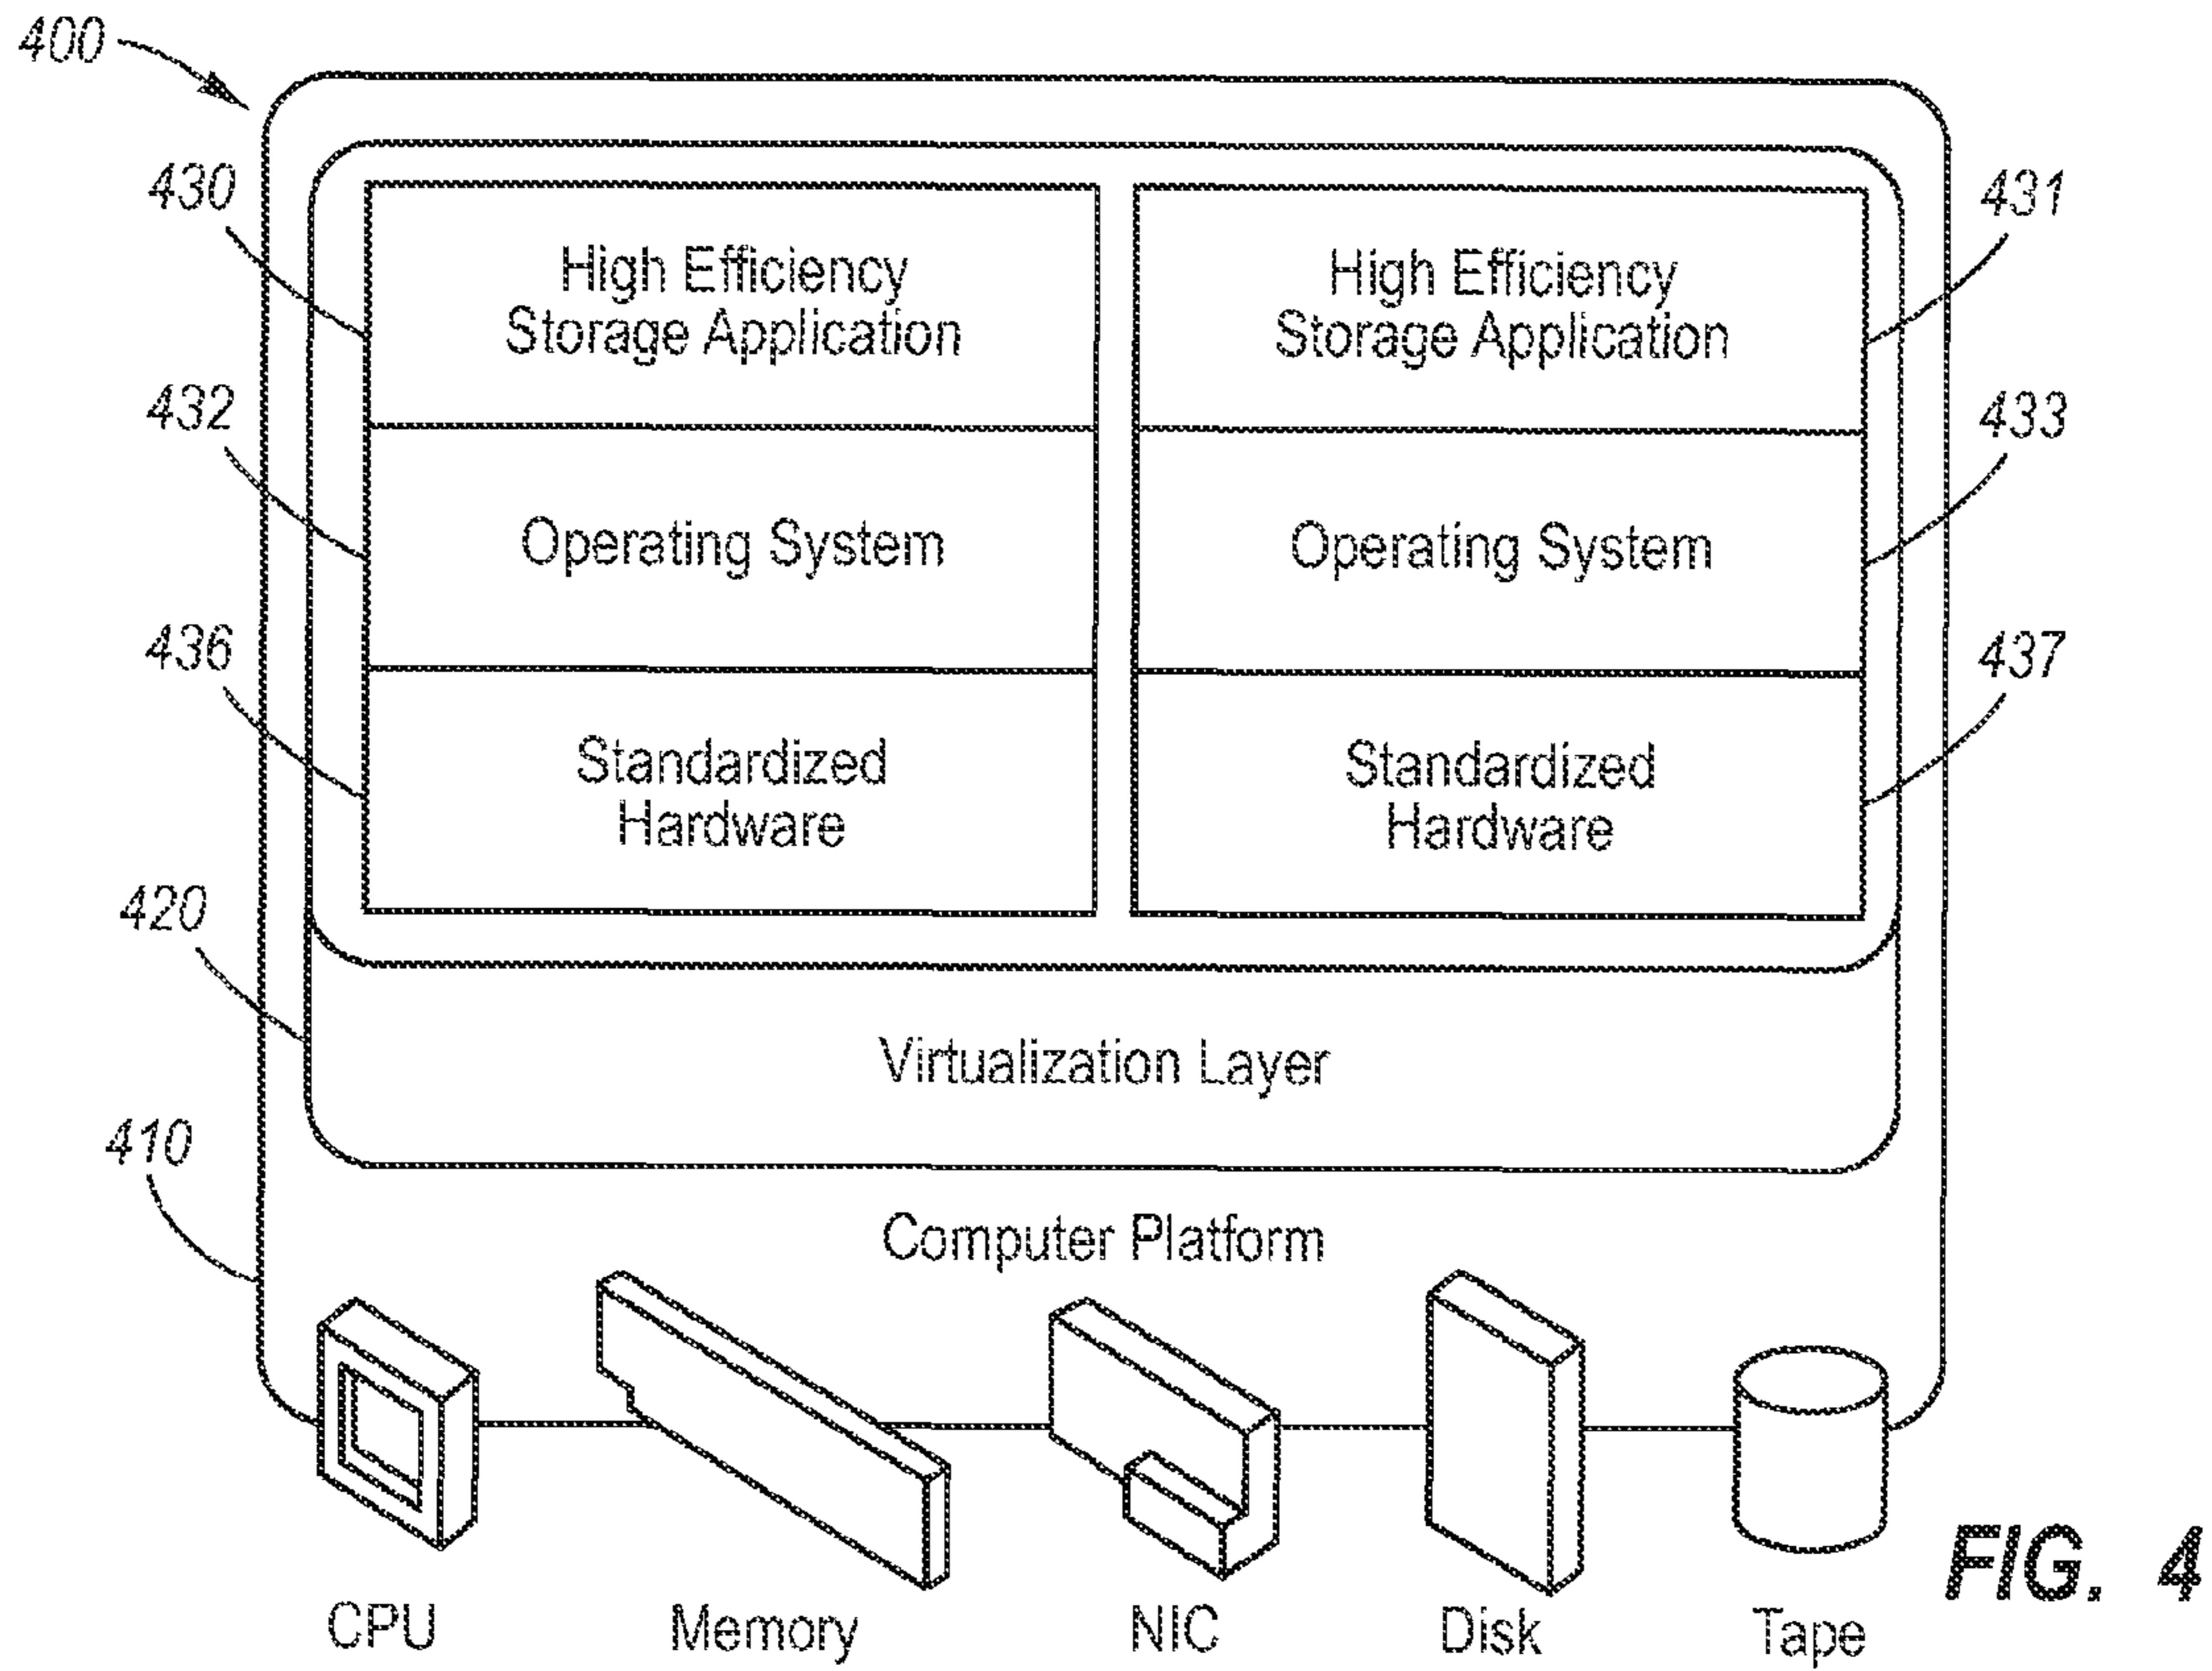 400
430
431
High Efficiency
Storage Application
High Efficiency
Storage Application
432
433
Operating System
Operating System
436
437
Standardized
Hardware
Standardized
Hardware
420
Virtualization Layer
410
Computer Platform
CPU
Memory
NIC
Disk
Tape
FIG. 4